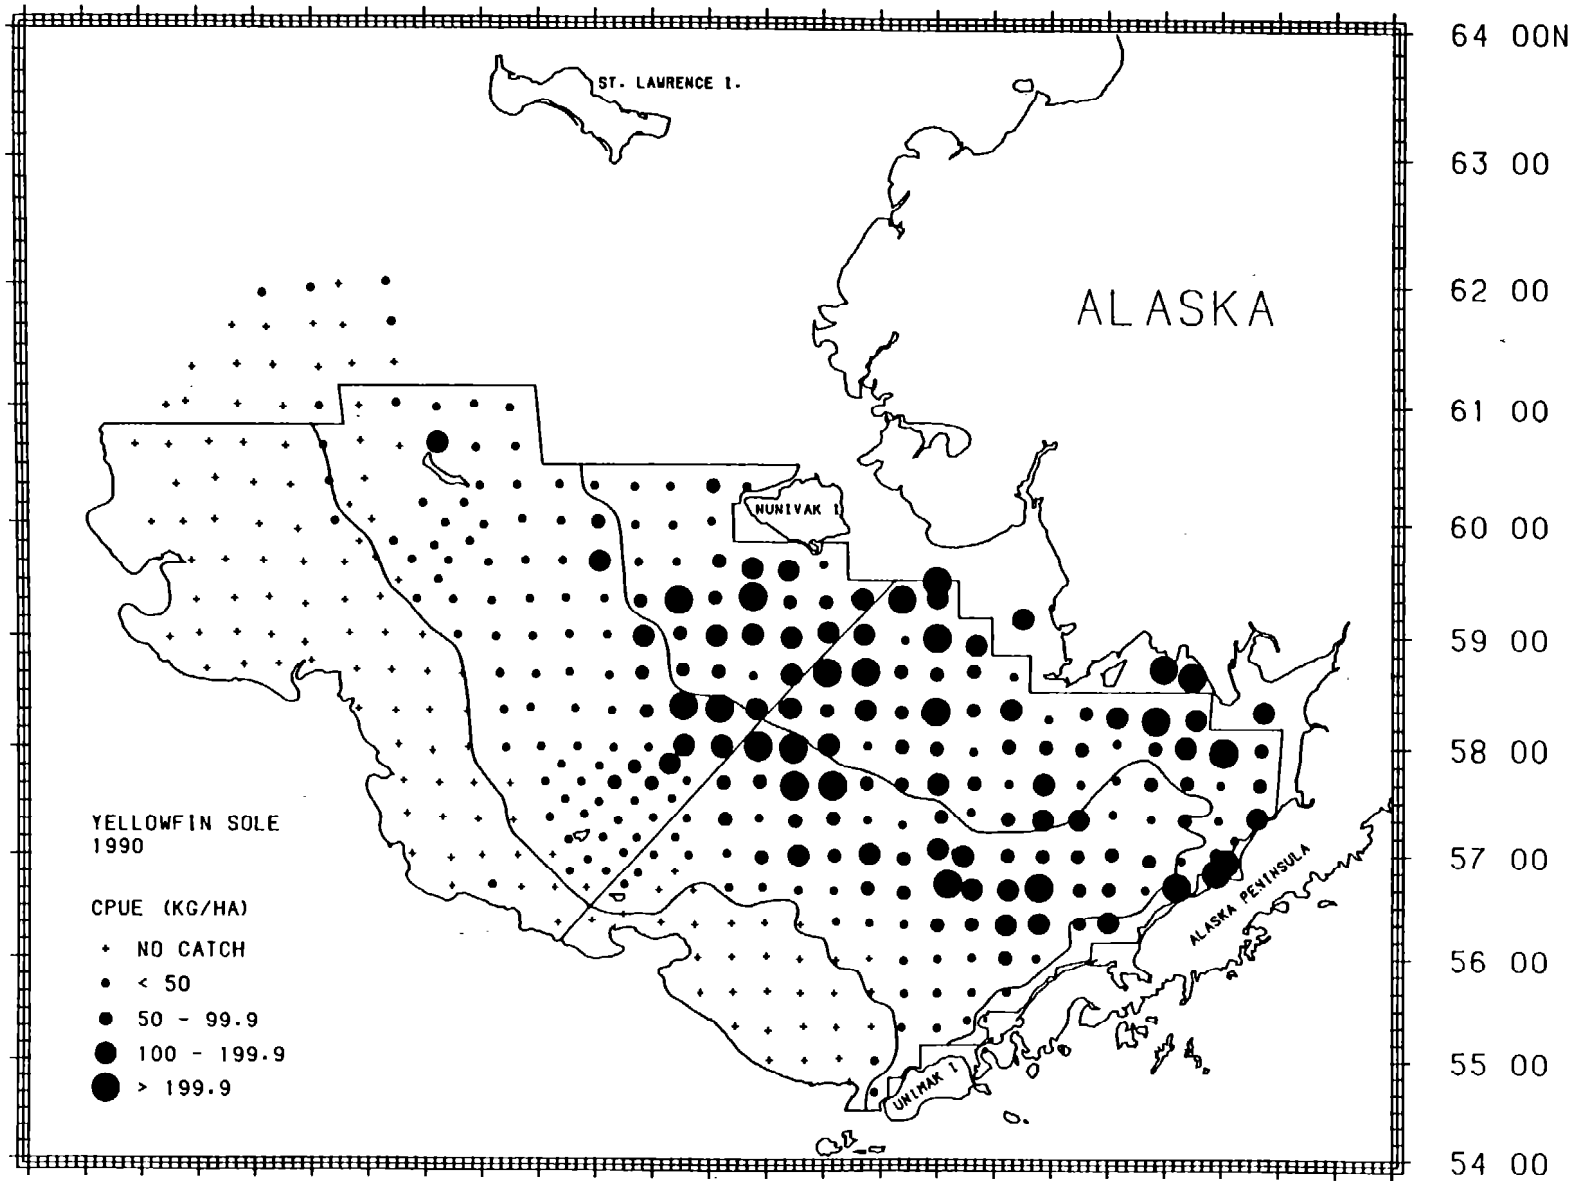 64 00N
ST. LAWRENCE I.
63 00
62 00
ALASKA
61 00
NUNIVAK I
60 00
59 00
58 00
YELLOWFIN SOLE
1990
57 00
ALASKA PENINSULA
CPUE (KG/HA)
+ NO CATCH
< 50
56 00
50 - 99.9
100 - 199.9
55 00
> 199.9
UNIMAK I
54 00